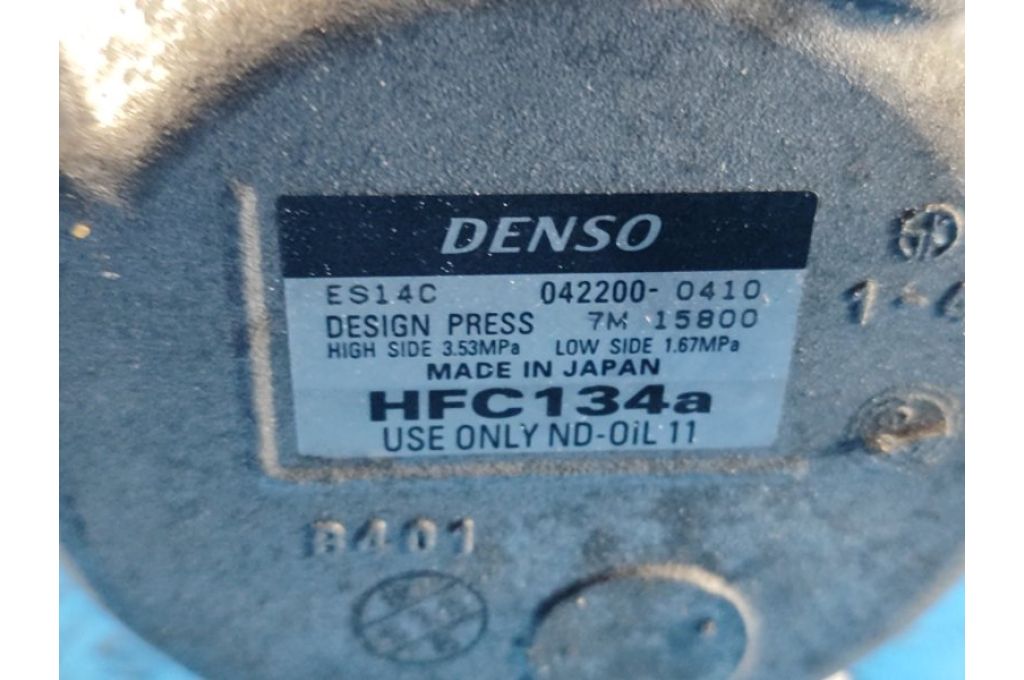 DENSO
ES14C 042200-0410
DESIGN PRESS 7M 15800
HIGH SIDE 3.53MPa LOW SIDE 1.67MPa
MADE IN JAPAN
HFC134a
USE ONLY ND-OiL 11
B401